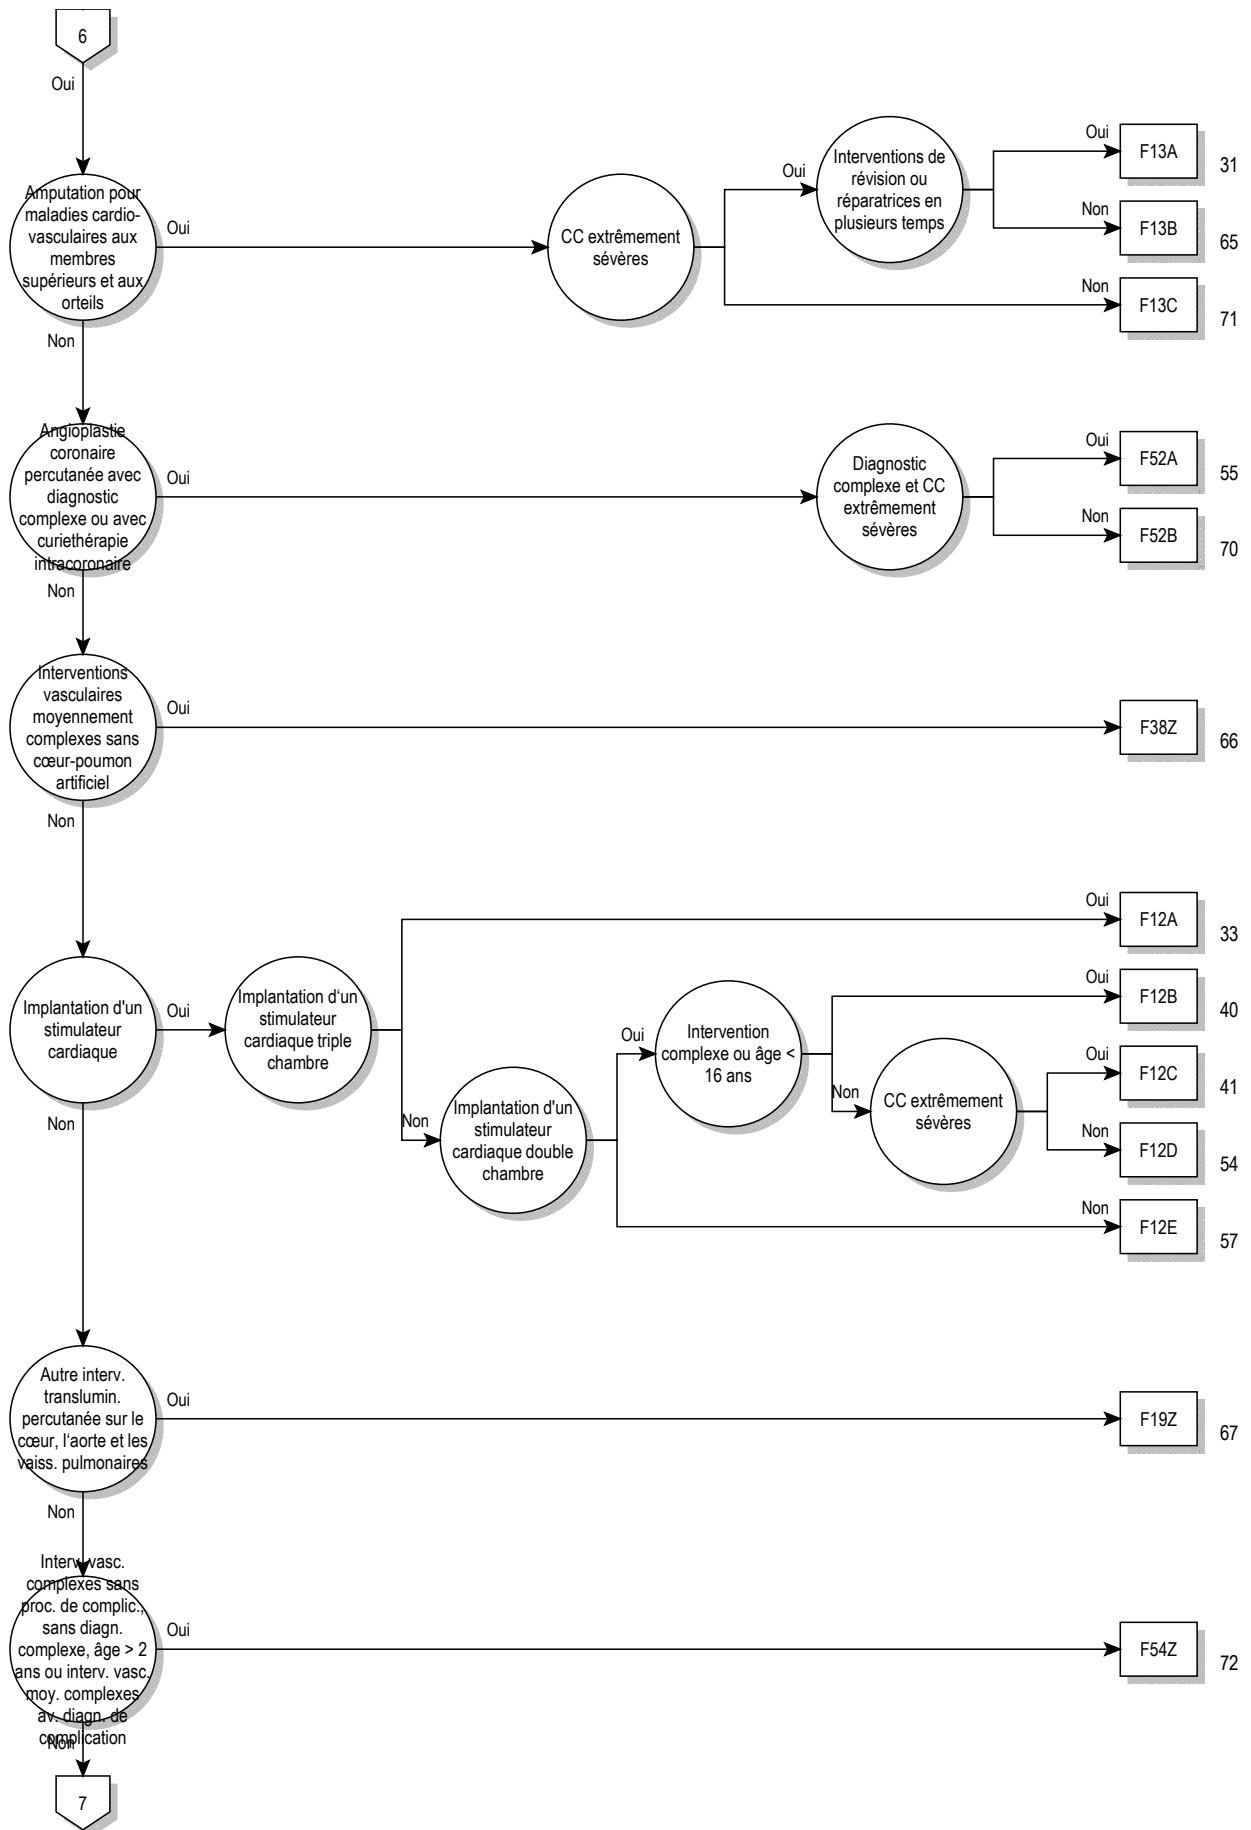 6
Oui
Amputation pour
maladies cardio-
vasculaires aux
membres
supérieurs et aux
orteils
Oui
CC extrêmement
sévères
Oui
Interventions de
révision ou
réparatrices en
plusieurs temps
Oui
F13A
31
Non
F13B
65
Non
F13C
71
Non
Angioplastie
coronaire
percutanée avec
diagnostic
complexe ou avec
curiethérapie
intracoronaire
Oui
Diagnostic
complexe et CC
extrêmement
sévères
Oui
F52A
55
Non
F52B
70
Non
Interventions
vasculaires
moyennement
complexes sans
cœur-poumon
artificiel
Oui
F38Z
66
Non
Implantation d'un
stimulateur
cardiaque
Oui
Implantation d‘un
stimulateur
cardiaque triple
chambre
Oui
F12A
33
Non
Implantation d'un
stimulateur
cardiaque double
chambre
Oui
Intervention
complexe ou âge <
16 ans
Oui
F12B
40
Non
CC extrêmement
sévères
Oui
F12C
41
Non
F12D
54
Non
F12E
57
Non
Autre interv.
translumin.
percutanée sur le
cœur, l‘aorte et les
vaiss. pulmonaires
Oui
F19Z
67
Non
Interv. vasc.
complexes sans
proc. de complic.,
sans diagn.
complexe, âge > 2
ans ou interv. vasc.
moy. complexes
av. diagn. de
complication
Oui
F54Z
72
Non
7